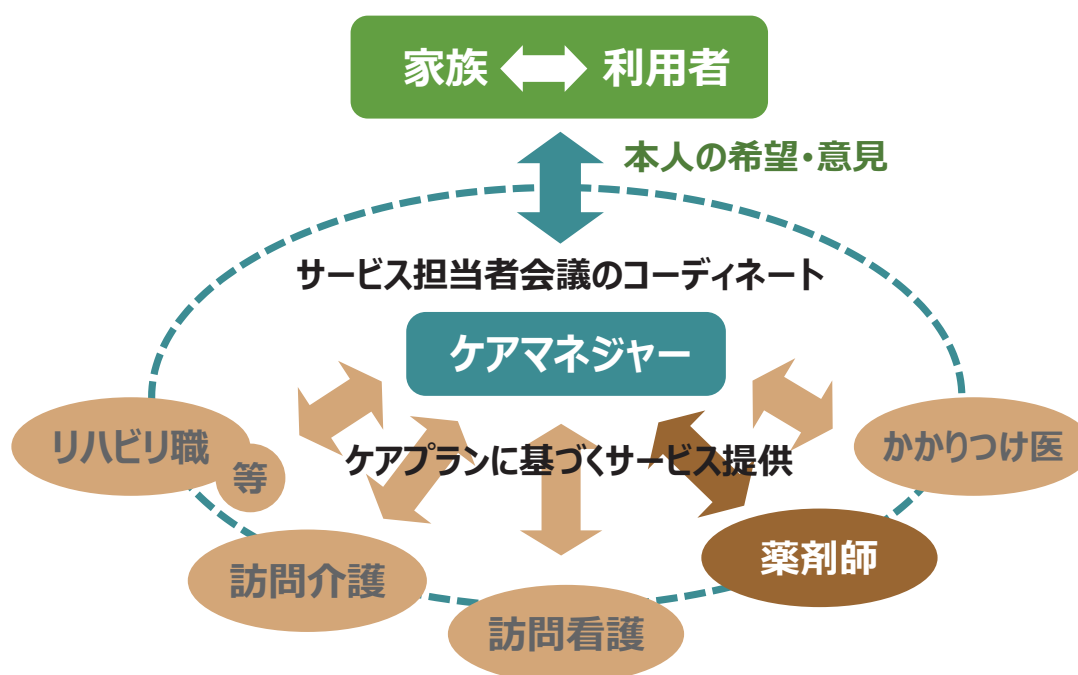 家族 利用者
本人の希望・意見
サービス担当者会議のコーディネート
ケアマネジャー
リハビリ職
等
ケアプランに基づくサービス提供
かかりつけ医
訪問介護
薬剤師
訪問看護